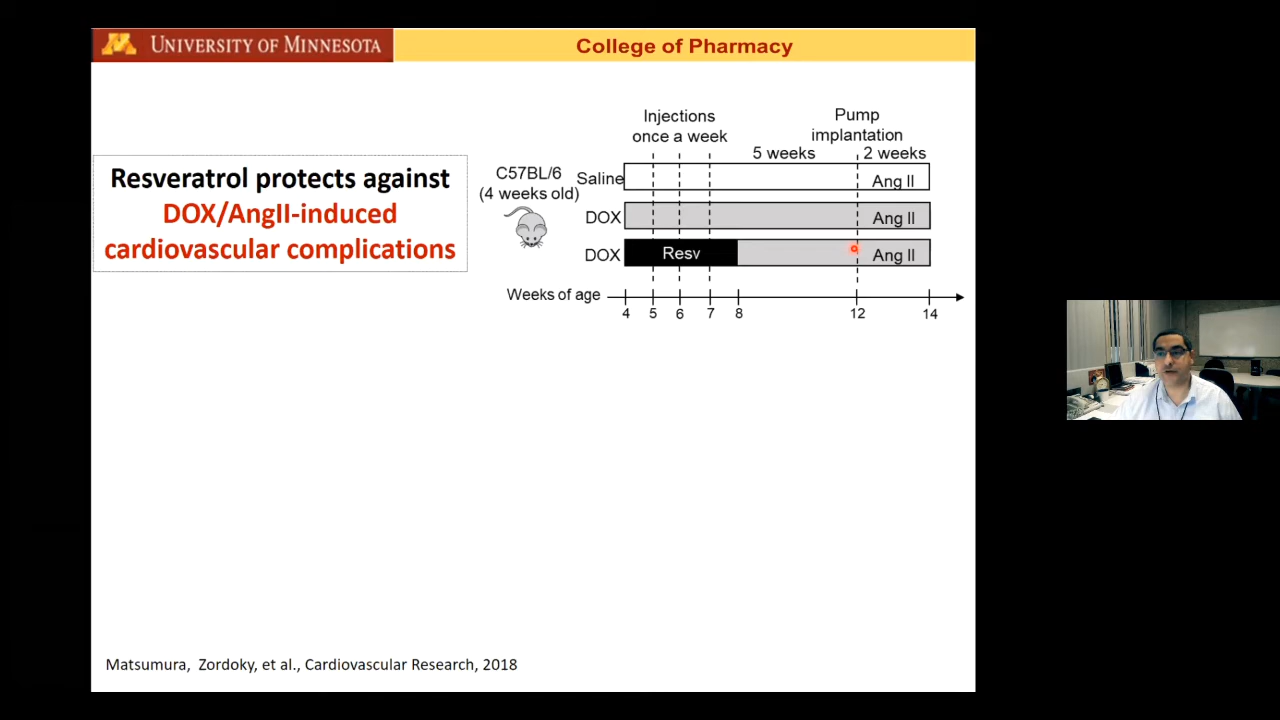 UNIVERSITY OF MINNESOTA
College of Pharmacy
Resveratrol protects against
DOX/AngII-induced
cardiovascular complications
Injections
once a week
Pump
implantation
5 weeks
2 weeks
C57BL/6
(4 weeks old)
Saline
Ang II
DOX
Ang II
DOX
Resv
Ang II
Weeks of age
4 5 6 7 8 12 14
Matsumura, Zordoky, et al., Cardiovascular Research, 2018